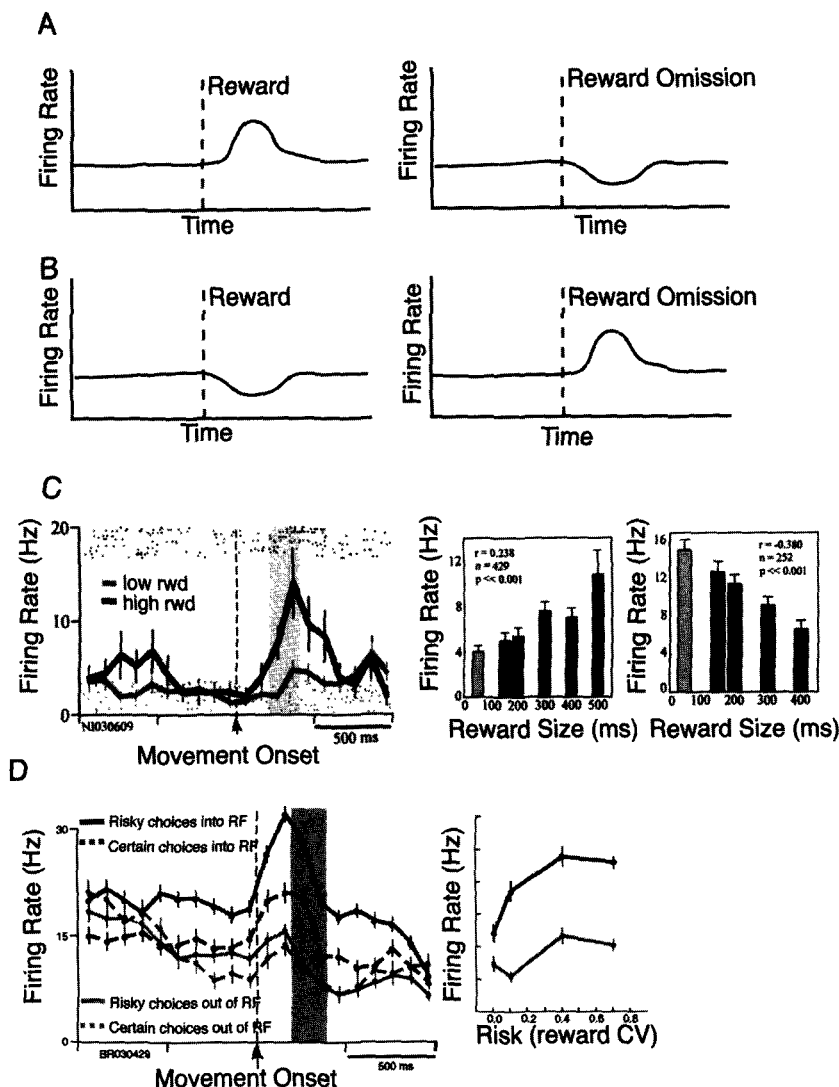 A
Firing Rate
Reward
Time
Firing Rate
Reward Omission
Time
B
Firing Rate
Reward
Time
Firing Rate
Reward Omission
Time
C
Firing Rate (Hz)
20
10
0
low rwd
high rwd
NI030609
500 ms
Movement Onset
Firing Rate (Hz)
12
8
4
0
r = 0.238
n = 429
p << 0.001
0 100 200 300 400 500
Reward Size (ms)
Firing Rate (Hz)
16
12
8
4
0
r = -0.380
n = 252
p << 0.001
0 100 200 300 400
Reward Size (ms)
D
Firing Rate (Hz)
30
15
0
Risky choices into RF
Certain choices into RF
Risky choices out of RF
Certain choices out of RF
BR030429
500 ms
Movement Onset
Firing Rate (Hz)
0.0 0.2 0.4 0.6 0.8
Risk (reward CV)